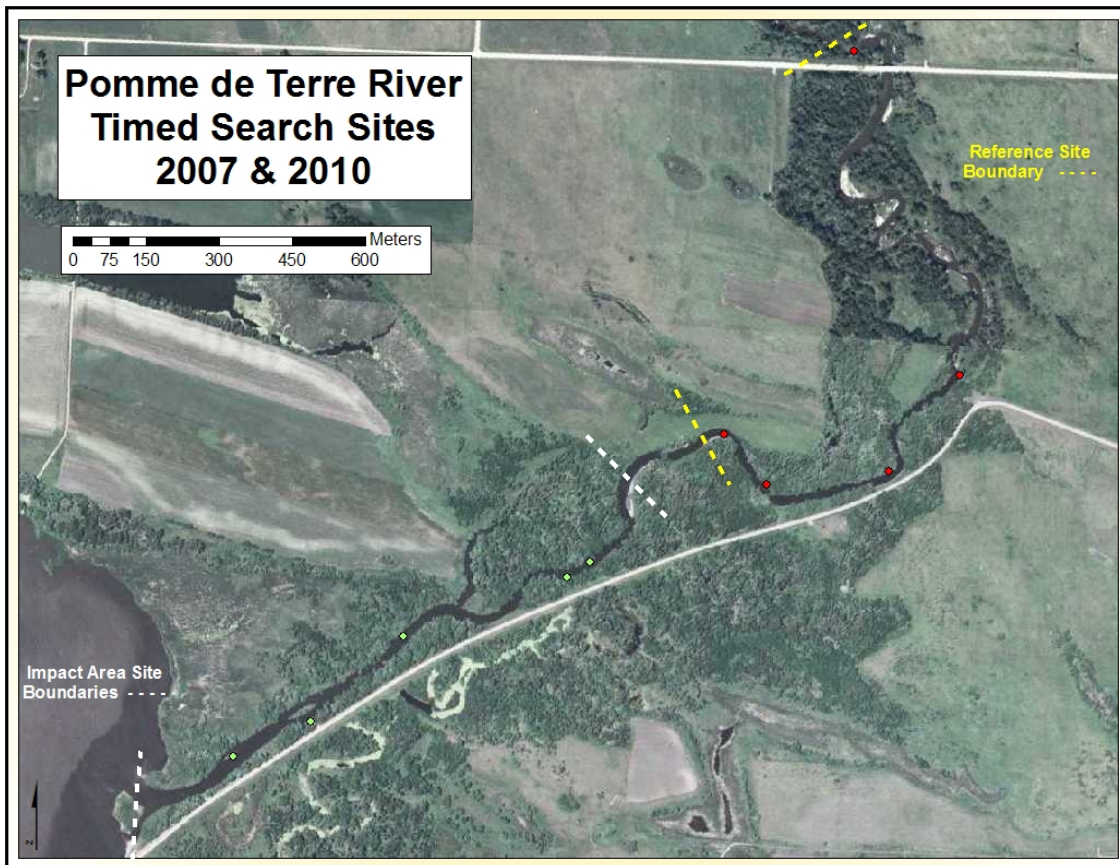 Pomme de Terre River
Timed Search Sites
2007 & 2010
Meters
0 75 150 300 450 600
Reference Site
Boundary - - - -
Impact Area Site
Boundaries - - - -
N